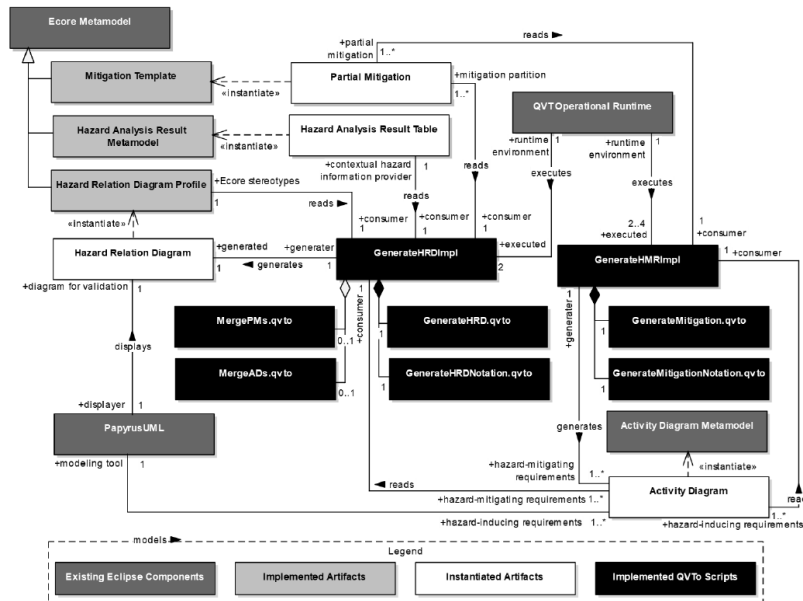 Ecore Metamodel
Mitigation Template
«instantiate»
Partial Mitigation
+partial
mitigation
1..*
reads
+mitigation partition
1..*
Hazard Analysis Result
Metamodel
«instantiate»
Hazard Analysis Result Table
1
+contextual hazard
information provider
reads
reads
QVTOperational Runtime
+runtime
environment
1
+runtime
environment
1
executes
executes
Hazard Relation Diagram Profile
+Ecore stereotypes
1
reads
«instantiate»
+consumer
1
+consumer
1
+consumer
1
2..4
+executed
1
+consumer
Hazard Relation Diagram
+generated
1
generates
+generater
1
GenerateHRDImpl
+executed
2
GenerateHMRImpl
+consumer
1
+diagram for validation
1
1
+consumer
+generater
1
MergePMs.qvto
0..1
GenerateHRD.qvto
1
GenerateMitigation.qvto
1
displays
MergeADs.qvto
0..1
GenerateHRDNotation.qvto
1
GenerateMitigationNotation.qvto
1
+displayer
1
PapyrusUML
+modeling tool
1
generates
Activity Diagram Metamodel
«instantiate»
+hazard-mitigating
requirements
1..*
reads
+hazard-mitigating requirements
1..*
Activity Diagram
rea
1..*
+hazard-inducing requirements
1..*
+hazard-inducing requirements
models
Legend
Existing Eclipse Components
Implemented Artifacts
Instantiated Artifacts
Implemented QVTo Scripts